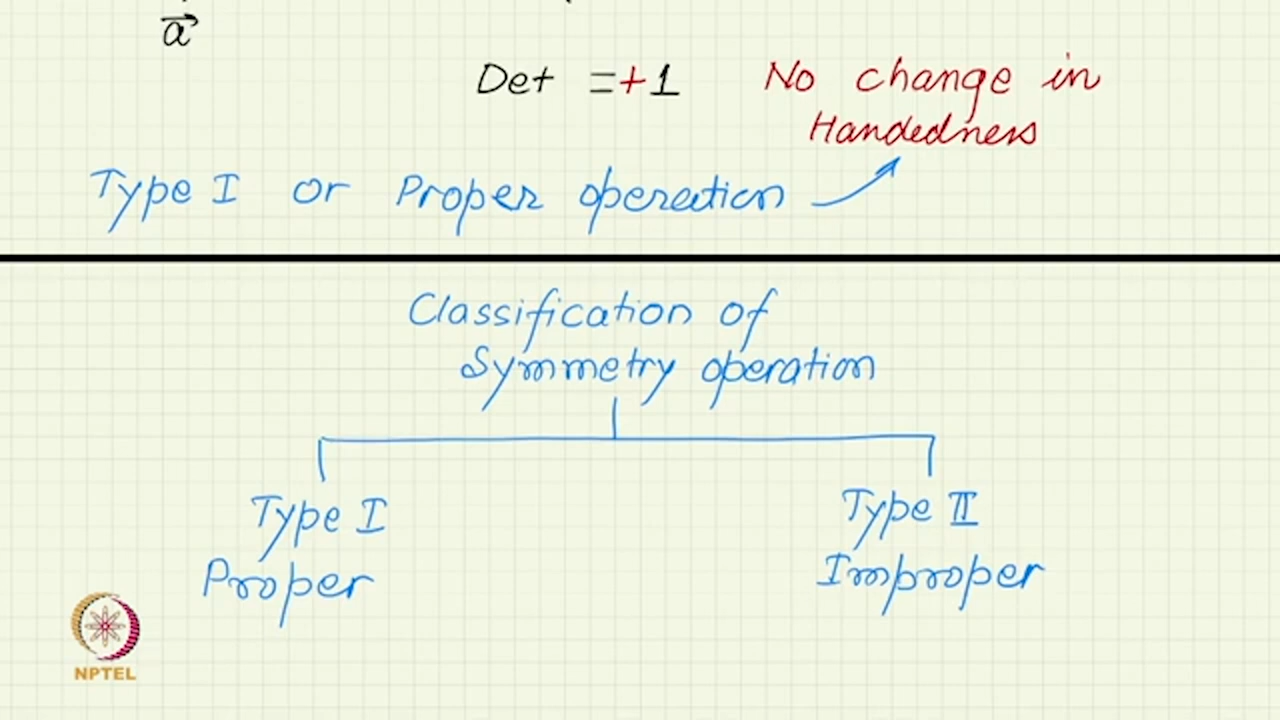 a
Det = +1 No change in
Handedness
Type I or Proper operation
Classification of
Symmetry operation
Type I Type II
Proper Improper
NPTEL